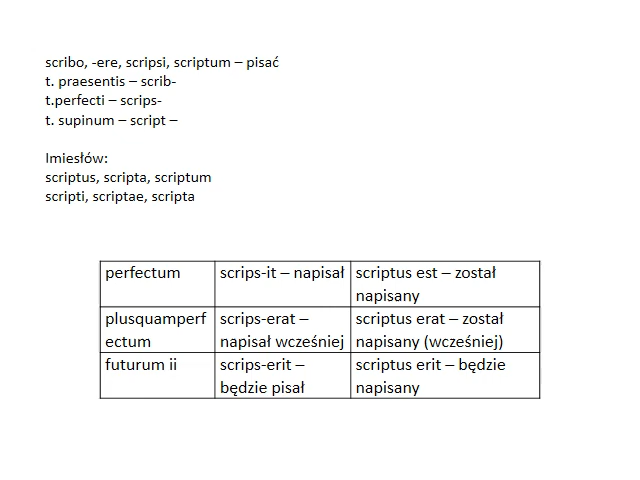 scribo, -ere, scripsi, scriptum – pisać
t. praesentis – scrib-
t.perfecti – scrips-
t. supinum – script –
Imiesłów:
scriptus, scripta, scriptum
scripti, scriptae, scripta
perfectum scrips-it – napisał scriptus est – został
napisany
plusquamperf scrips-erat – scriptus erat – został
ectum napisał wcześniej napisany (wcześniej)
futurum ii scrips-erit – scriptus erit – będzie
będzie pisał napisany